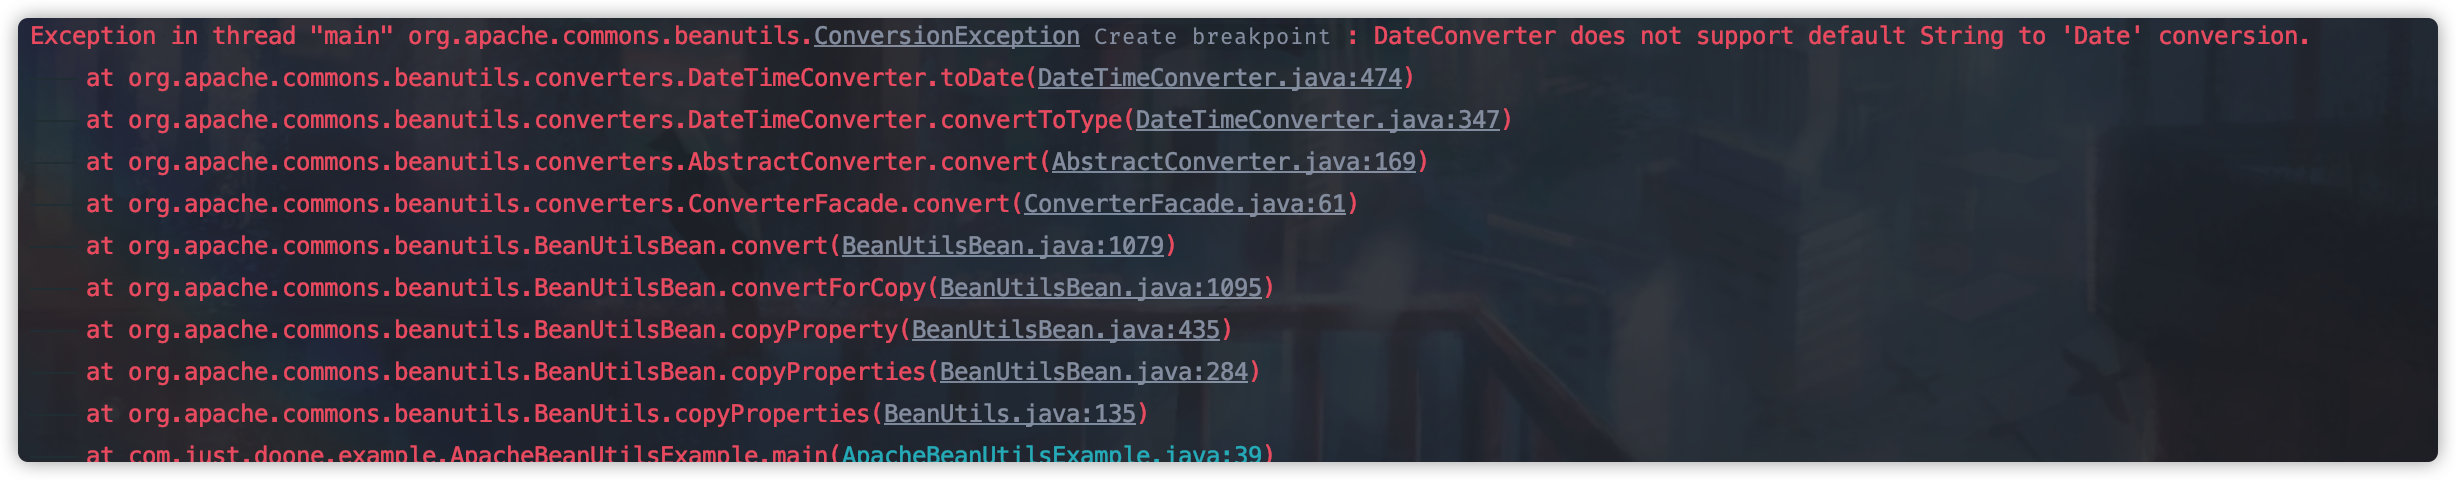 Exception in thread "main" org.apache.commons.beanutils.ConversionException Create breakpoint : DateConverter does not support default String to 'Date' conversion.
at org.apache.commons.beanutils.converters.DateTimeConverter.toDate(DateTimeConverter.java:474)
at org.apache.commons.beanutils.converters.DateTimeConverter.convertToType(DateTimeConverter.java:347)
at org.apache.commons.beanutils.converters.AbstractConverter.convert(AbstractConverter.java:169)
at org.apache.commons.beanutils.converters.ConverterFacade.convert(ConverterFacade.java:61)
at org.apache.commons.beanutils.BeanUtilsBean.convert(BeanUtilsBean.java:1079)
at org.apache.commons.beanutils.BeanUtilsBean.convertForCopy(BeanUtilsBean.java:1095)
at org.apache.commons.beanutils.BeanUtilsBean.copyProperty(BeanUtilsBean.java:435)
at org.apache.commons.beanutils.BeanUtilsBean.copyProperties(BeanUtilsBean.java:284)
at org.apache.commons.beanutils.BeanUtils.copyProperties(BeanUtils.java:135)
at com.just.doone.example.ApacheBeanUtilsExample.main(ApacheBeanUtilsExample.java:39)